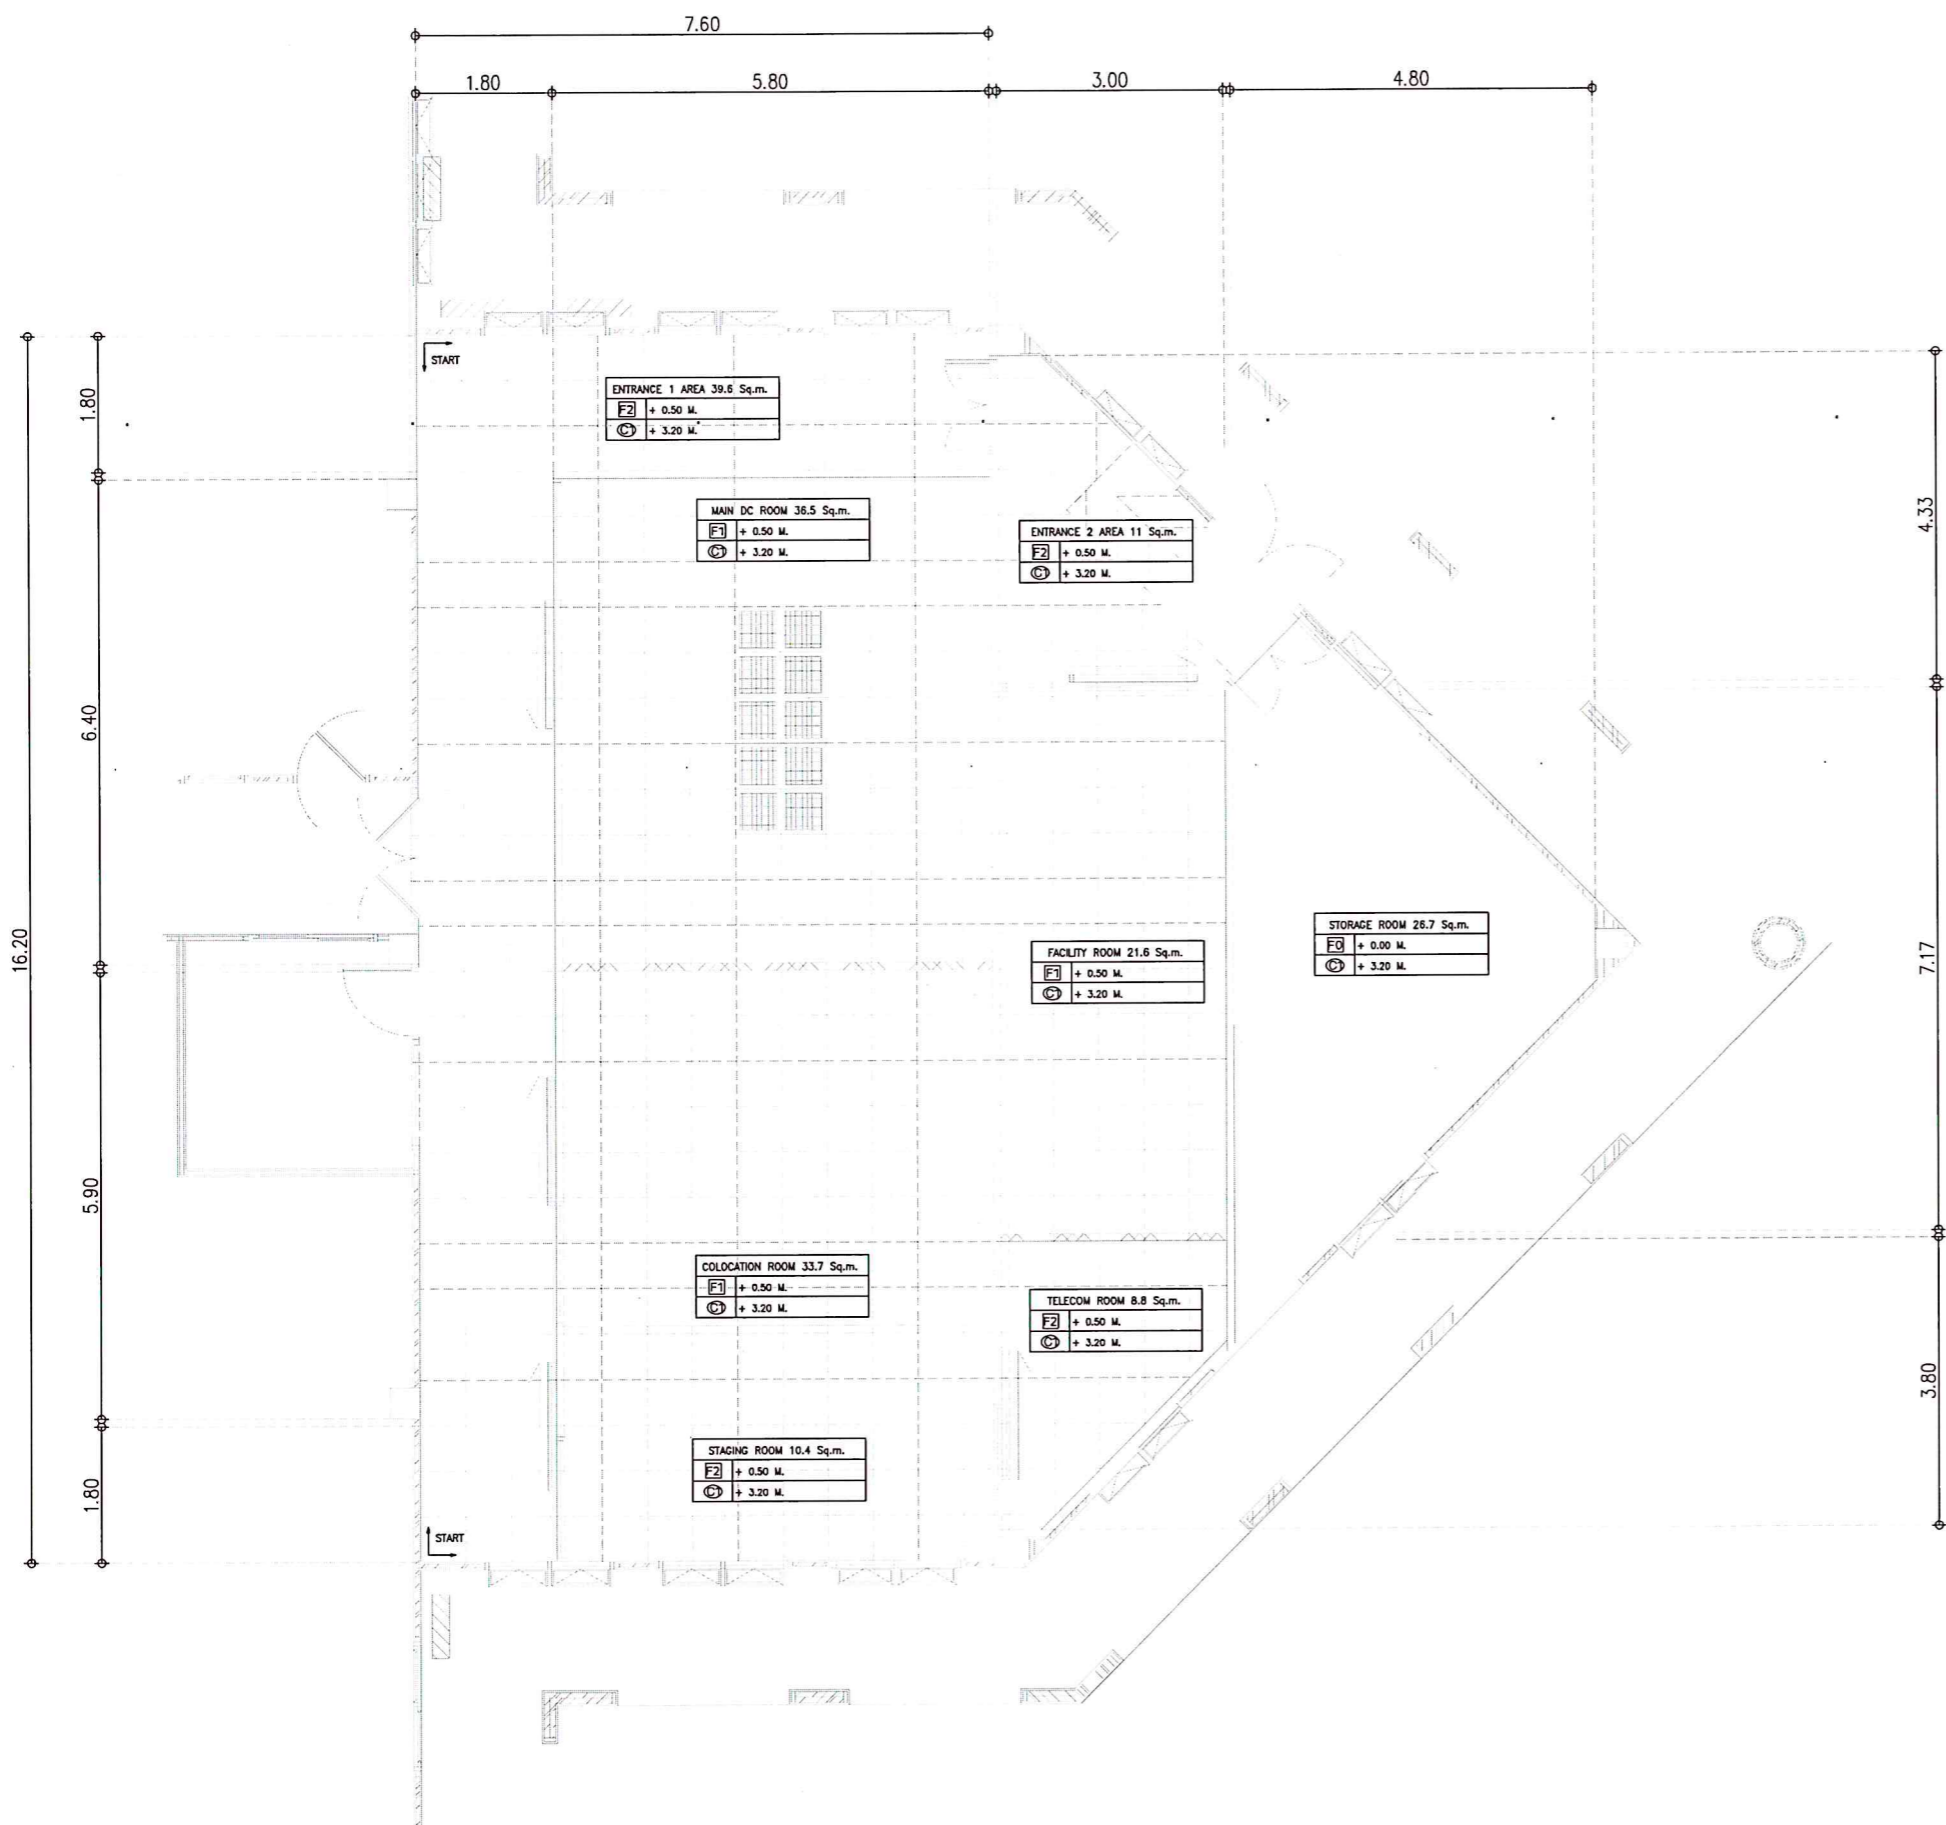 7.60
1.80
5.80
3.00
4.80
START
ENTRANCE 1 AREA 39.6 Sq.m.
F2 + 0.50 M.
C1 + 3.20 M.
1.80
MAIN DC ROOM 36.5 Sq.m.
F1 + 0.50 M.
C1 + 3.20 M.
ENTRANCE 2 AREA 11 Sq.m.
F2 + 0.50 M.
C1 + 3.20 M.
4.33
6.40
16.20
STORAGE ROOM 26.7 Sq.m.
F0 + 0.00 M.
C1 + 3.20 M.
FACILITY ROOM 21.6 Sq.m.
F1 + 0.50 M.
C1 + 3.20 M.
7.17
5.90
COLOCATION ROOM 33.7 Sq.m.
F1 + 0.50 M.
C1 + 3.20 M.
TELECOM ROOM 8.8 Sq.m.
F2 + 0.50 M.
C1 + 3.20 M.
3.80
STAGING ROOM 10.4 Sq.m.
F2 + 0.50 M.
C1 + 3.20 M.
1.80
START